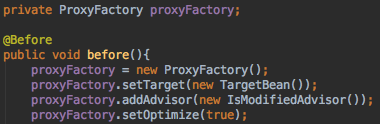 private ProxyFactory proxyFactory;
@Before
public void before(){
proxyFactory = new ProxyFactory();
proxyFactory.setTarget(new TargetBean());
proxyFactory.addAdvisor(new IsModifiedAdvisor());
proxyFactory.setOptimize(true);